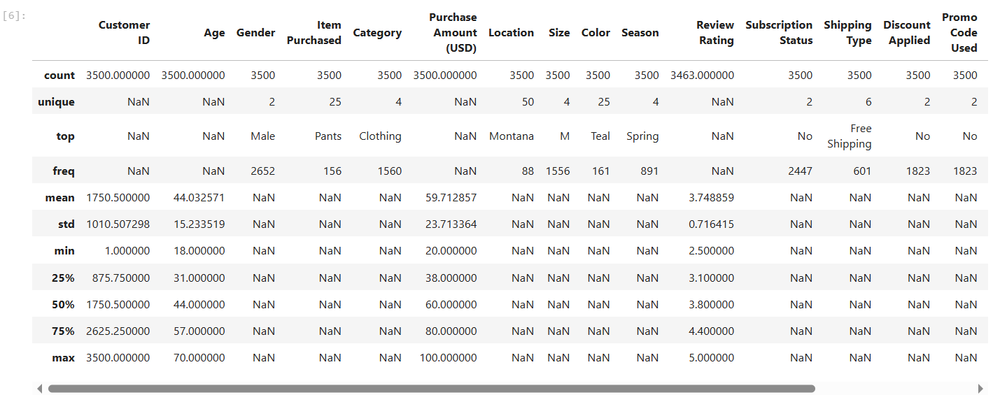 [6]:
Customer ID Age Gender Item Purchased Category Purchase Amount (USD) Location Size Color Season Review Rating Subscription Status Shipping Type Discount Applied Promo Code Used
count 3500.000000 3500.000000 3500 3500 3500 3500.000000 3500 3500 3500 3500 3463.000000 3500 3500 3500 3500
unique NaN NaN 2 25 4 NaN 50 4 25 4 NaN 2 6 2 2
top NaN NaN Male Pants Clothing NaN Montana M Teal Spring NaN No Free Shipping No No
freq NaN NaN 2652 156 1560 NaN 88 1556 161 891 NaN 2447 601 1823 1823
mean 1750.500000 44.032571 NaN NaN NaN 59.712857 NaN NaN NaN NaN 3.748859 NaN NaN NaN NaN
std 1010.507298 15.233519 NaN NaN NaN 23.713364 NaN NaN NaN NaN 0.716415 NaN NaN NaN NaN
min 1.000000 18.000000 NaN NaN NaN 20.000000 NaN NaN NaN NaN 2.500000 NaN NaN NaN NaN
25% 875.750000 31.000000 NaN NaN NaN 38.000000 NaN NaN NaN NaN 3.100000 NaN NaN NaN NaN
50% 1750.500000 44.000000 NaN NaN NaN 60.000000 NaN NaN NaN NaN 3.800000 NaN NaN NaN NaN
75% 2625.250000 57.000000 NaN NaN NaN 80.000000 NaN NaN NaN NaN 4.400000 NaN NaN NaN NaN
max 3500.000000 70.000000 NaN NaN NaN 100.000000 NaN NaN NaN NaN 5.000000 NaN NaN NaN NaN